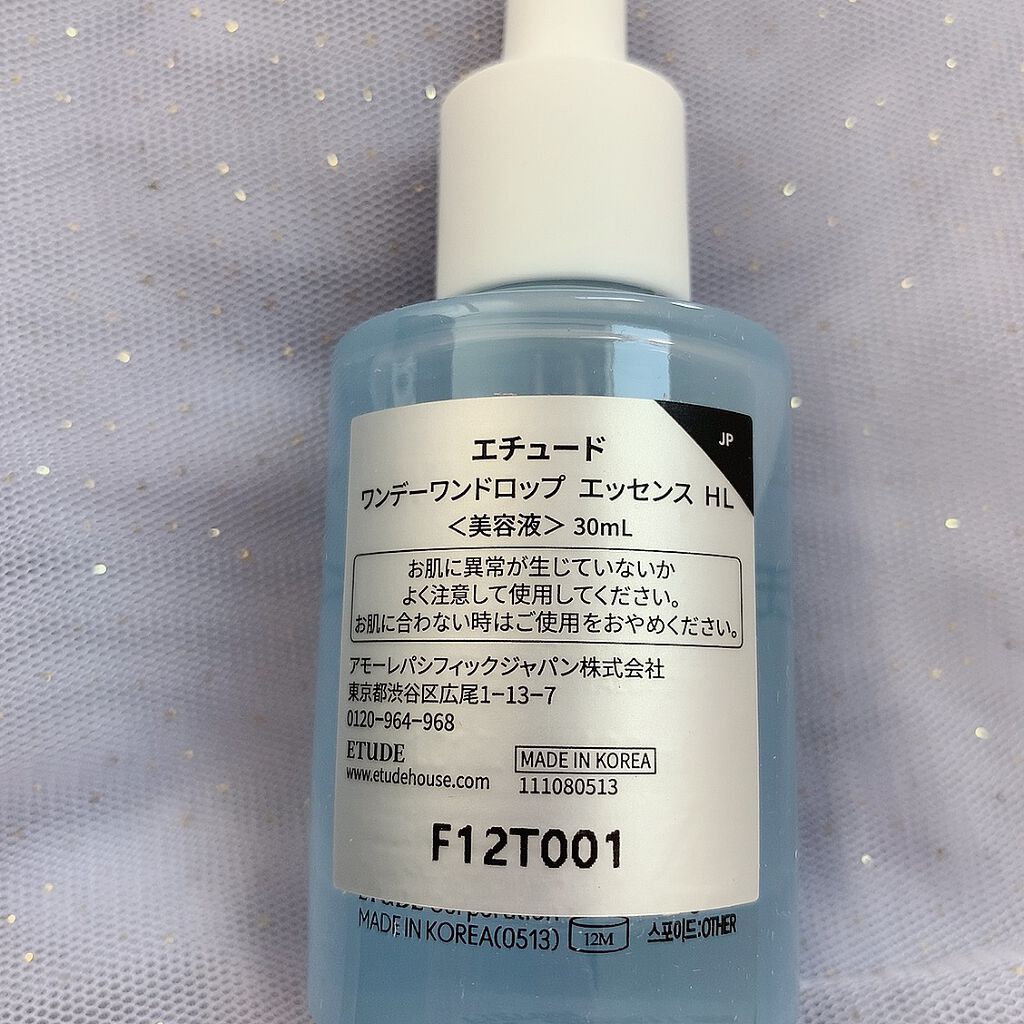 JP
エチュード
ワンデーワンドロップ エッセンス HL
＜美容液＞ 30mL
お肌に異常が生じていないか
よく注意して使用してください。
お肌に合わない時はご使用をおやめください。
アモーレパシフィックジャパン株式会社
東京都渋谷区広尾1−13−7
0120−964−968
ETUDE
MADE IN KOREA
www.etudehouse.com
111080513
F12T001
ETUDE Corporation
MADE IN KOREA(0513) 12M 스포이드:OTHER